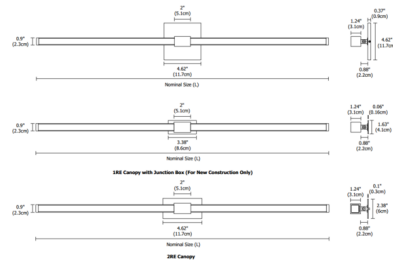 2"
(5.1cm)
0.9"
(2.3cm)
4.62"
(11.7cm)
Nominal Size (L)
0.37"
(0.9cm)
1.24"
(3.1cm)
4.62"
(11.7cm)
0.88"
(2.2cm)
2"
(5.1cm)
0.9"
(2.3cm)
3.38"
(8.6cm)
Nominal Size (L)
1.24"
(3.1cm)
0.06"
(0.16cm)
1.63"
(4.1cm)
0.88"
(2.2cm)
1RE Canopy with Junction Box (For New Construction Only)
2"
(5.1cm)
0.9"
(2.3cm)
4.62"
(11.7cm)
Nominal Size (L)
1.24"
(3.1cm)
0.1"
(0.3cm)
2.38"
(6cm)
0.88"
(2.2cm)
2RE Canopy